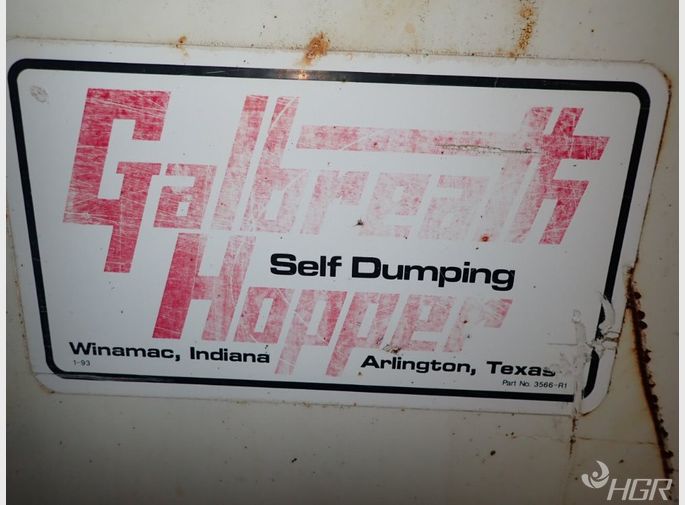 Galbreath
Self Dumping
Hopper
Winamac, Indiana
Arlington, Texas
1-93
Part No. 3566-R1
HGR